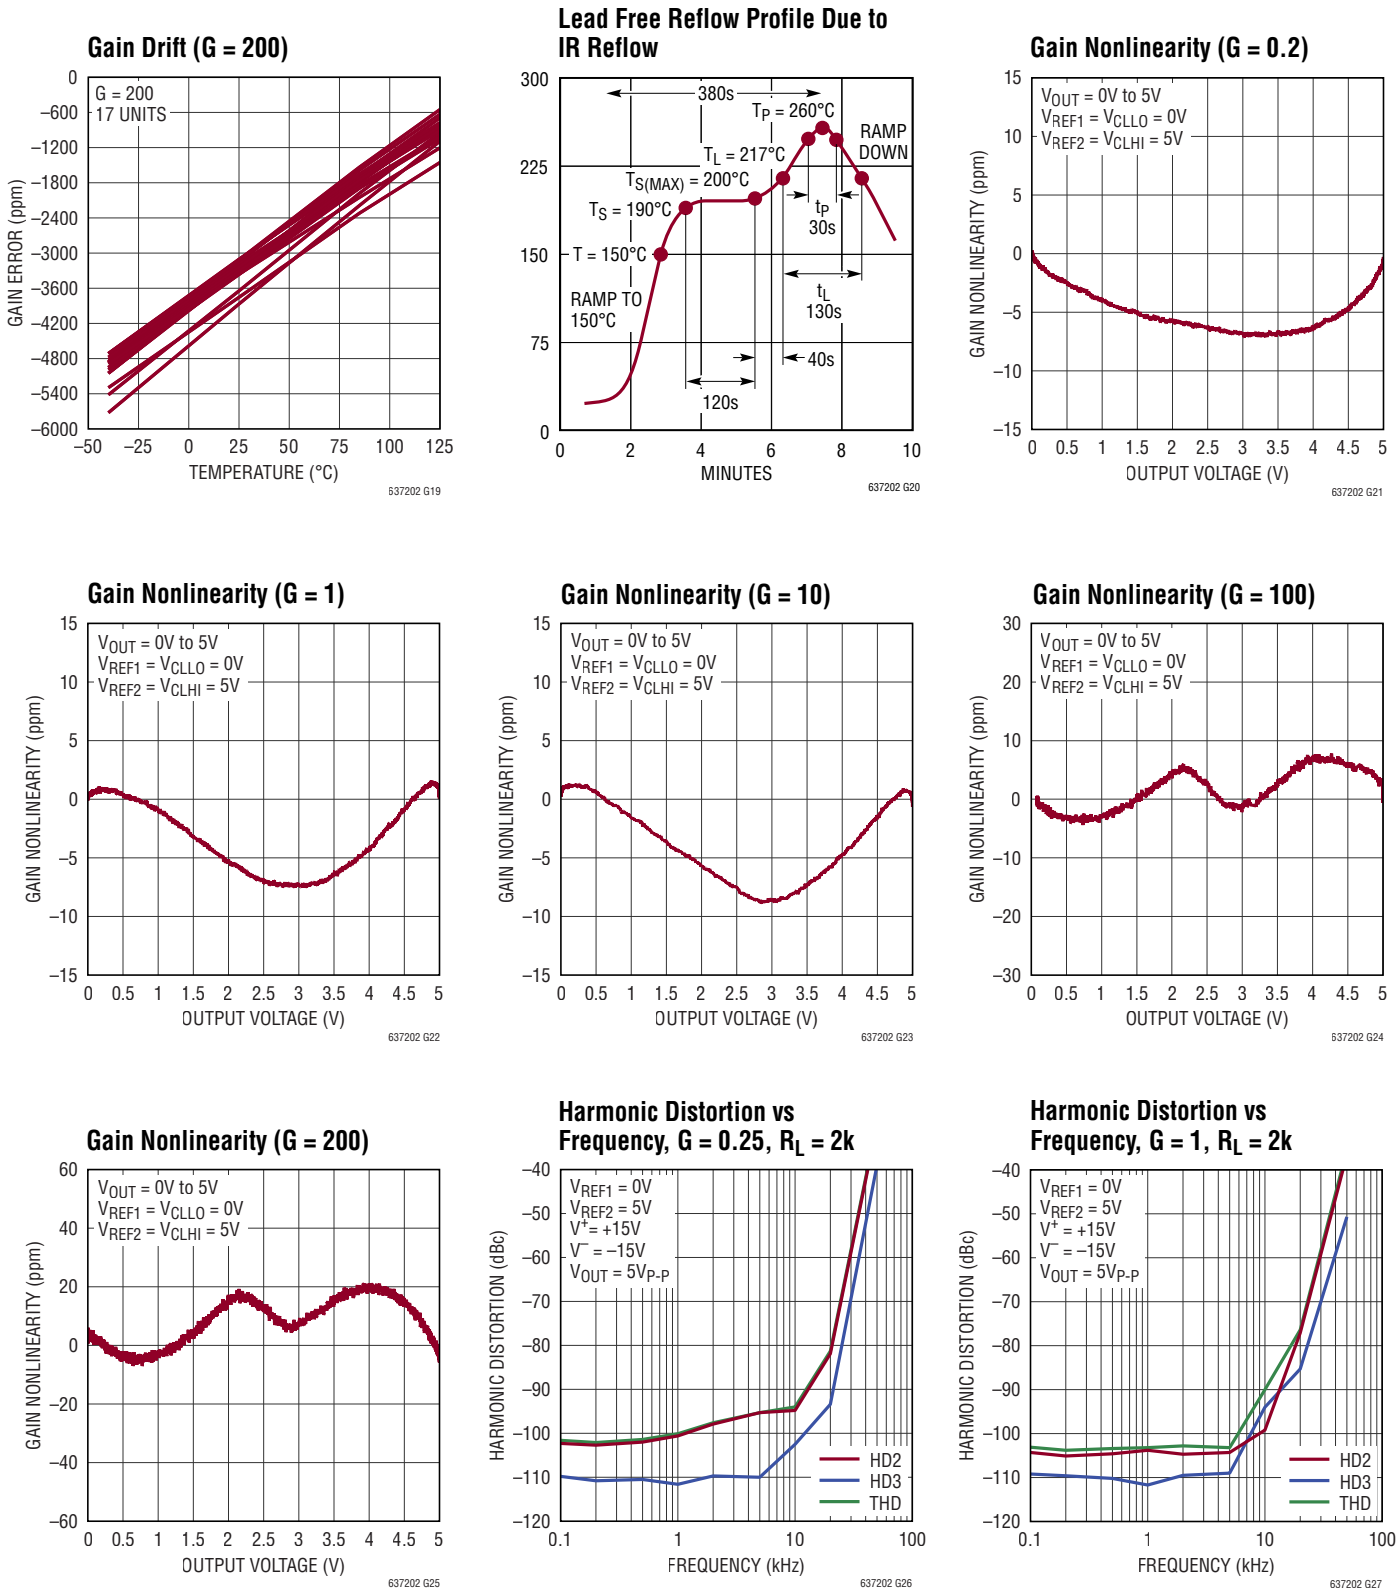 Gain Drift (G = 200)
G = 200
17 UNITS
GAIN ERROR (ppm)
0
–600
–1200
–1800
–2400
–3000
–3600
–4200
–4800
–5400
–6000
–50 –25 0 25 50 75 100 125
TEMPERATURE (°C)
637202 G19
Lead Free Reflow Profile Due to
IR Reflow
300
225
150
75
0
380s
TP = 260°C
RAMP
DOWN
TL = 217°C
TS(MAX) = 200°C
TS = 190°C
tP
30s
T = 150°C
RAMP TO
150°C
tL
130s
40s
120s
0 2 4 6 8 10
MINUTES
637202 G20
Gain Nonlinearity (G = 0.2)
VOUT = 0V to 5V
VREF1 = VCLLO = 0V
VREF2 = VCLHI = 5V
GAIN NONLINEARITY (ppm)
15
10
5
0
–5
–10
–15
0 0.5 1 1.5 2 2.5 3 3.5 4 4.5 5
OUTPUT VOLTAGE (V)
637202 G21
Gain Nonlinearity (G = 1)
VOUT = 0V to 5V
VREF1 = VCLLO = 0V
VREF2 = VCLHI = 5V
GAIN NONLINEARITY (ppm)
15
10
5
0
–5
–10
–15
0 0.5 1 1.5 2 2.5 3 3.5 4 4.5 5
OUTPUT VOLTAGE (V)
637202 G22
Gain Nonlinearity (G = 10)
VOUT = 0V to 5V
VREF1 = VCLLO = 0V
VREF2 = VCLHI = 5V
GAIN NONLINEARITY (ppm)
15
10
5
0
–5
–10
–15
0 0.5 1 1.5 2 2.5 3 3.5 4 4.5 5
OUTPUT VOLTAGE (V)
637202 G23
Gain Nonlinearity (G = 100)
VOUT = 0V to 5V
VREF1 = VCLLO = 0V
VREF2 = VCLHI = 5V
GAIN NONLINEARITY (ppm)
30
20
10
0
–10
–20
–30
0 0.5 1 1.5 2 2.5 3 3.5 4 4.5 5
OUTPUT VOLTAGE (V)
637202 G24
Gain Nonlinearity (G = 200)
VOUT = 0V to 5V
VREF1 = VCLLO = 0V
VREF2 = VCLHI = 5V
GAIN NONLINEARITY (ppm)
60
40
20
0
–20
–40
–60
0 0.5 1 1.5 2 2.5 3 3.5 4 4.5 5
OUTPUT VOLTAGE (V)
637202 G25
Harmonic Distortion vs
Frequency, G = 0.25, RL = 2k
VREF1 = 0V
VREF2 = 5V
V+ = +15V
V– = –15V
VOUT = 5VP-P
HARMONIC DISTORTION (dBc)
–40
–50
–60
–70
–80
–90
–100
–110
–120
HD2
HD3
THD
0.1 1 10 100
FREQUENCY (kHz)
637202 G26
Harmonic Distortion vs
Frequency, G = 1, RL = 2k
VREF1 = 0V
VREF2 = 5V
V+ = +15V
V– = –15V
VOUT = 5VP-P
HARMONIC DISTORTION (dBc)
–40
–50
–60
–70
–80
–90
–100
–110
–120
HD2
HD3
THD
0.1 1 10 100
FREQUENCY (kHz)
637202 G27